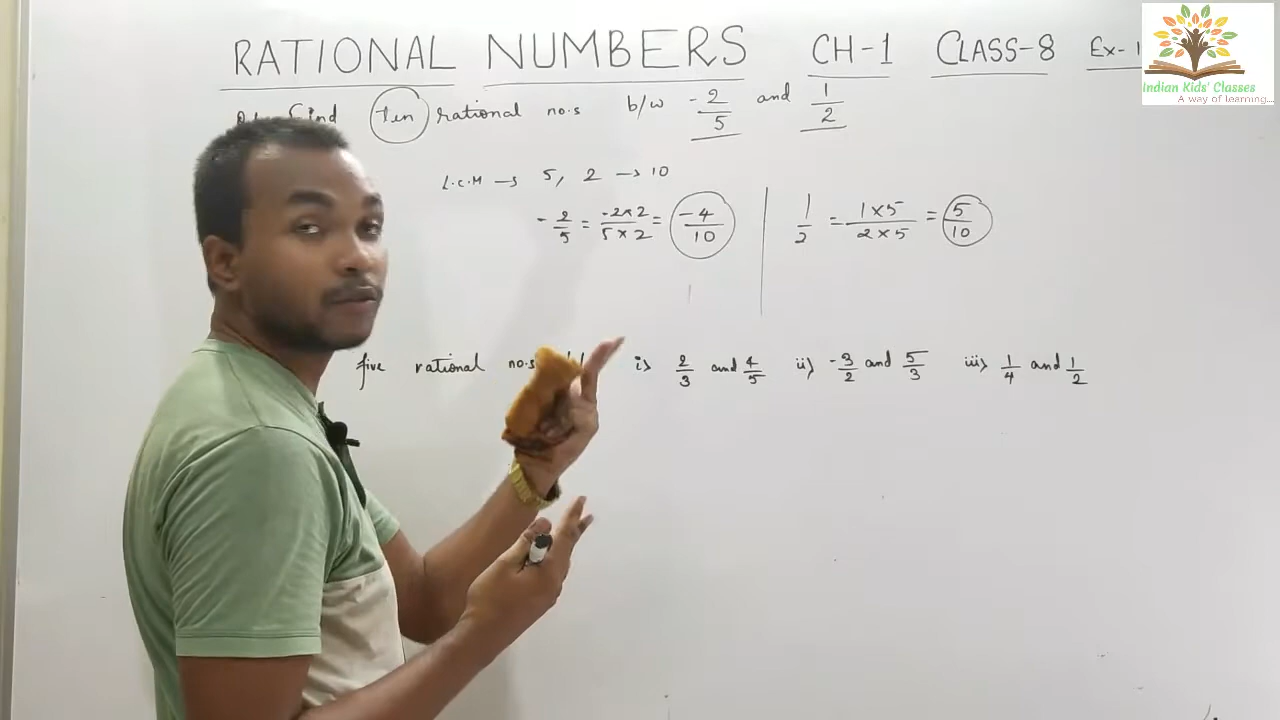 RATIONAL NUMBERS CH-1 CLASS-8 Ex-1
Find Ten rational no.s b/w -2/5 and 1/2
L.C.M → 5, 2 → 10
-2/5 = -2×2/5×2 = -4/10 | 1/2 = 1×5/2×5 = 5/10
five rational no.s i) 2/3 and 4/5 ii) -3/2 and 5/3 iii) 1/4 and 1/2
Indian Kids' Classes
A way of learning...